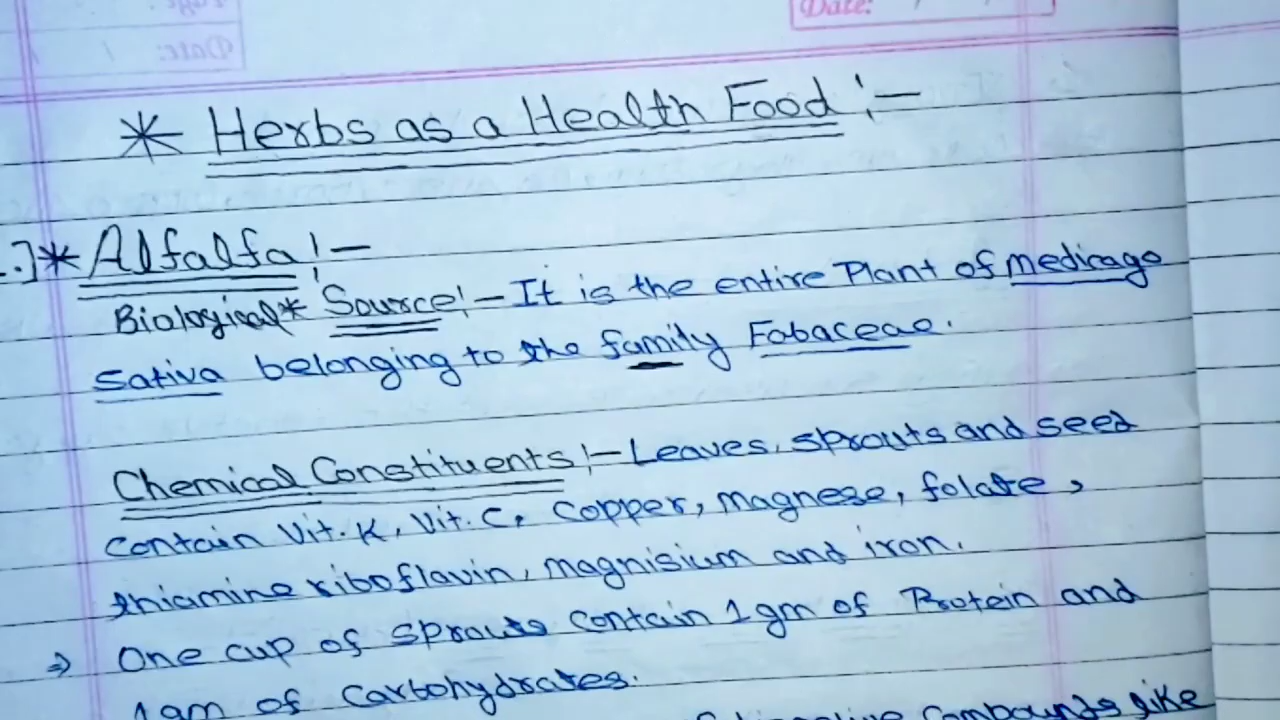 Date:
* Herbs as a Health Food :-
.]* Alfalfa :-
Biological* Source :- It is the entire Plant of medicago
Sativa belonging to the family Fabaceae.
Chemical Constituents :- Leaves, sprouts and seed
contain Vit. K, Vit. C, Copper, magnese, folate,
thiamine riboflavin, magnisium and iron.
⇒ One cup of sprouts contain 1 gm of Protein and
1 gm of Carbohydrates.
compounds like